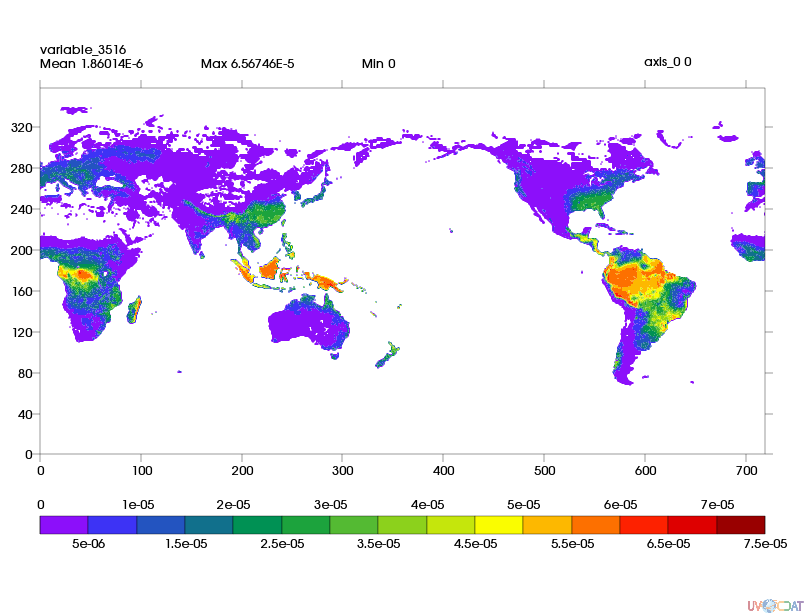 variable_3516
Mean 1.86014E-6 Max 6.56746E-5 Min 0 axis_0 0
320
280
240
200
160
120
80
40
0
0 100 200 300 400 500 600 700
0 1e-05 2e-05 3e-05 4e-05 5e-05 6e-05 7e-05
5e-06 1.5e-05 2.5e-05 3.5e-05 4.5e-05 5.5e-05 6.5e-05 7.5e-05
UV CDAT